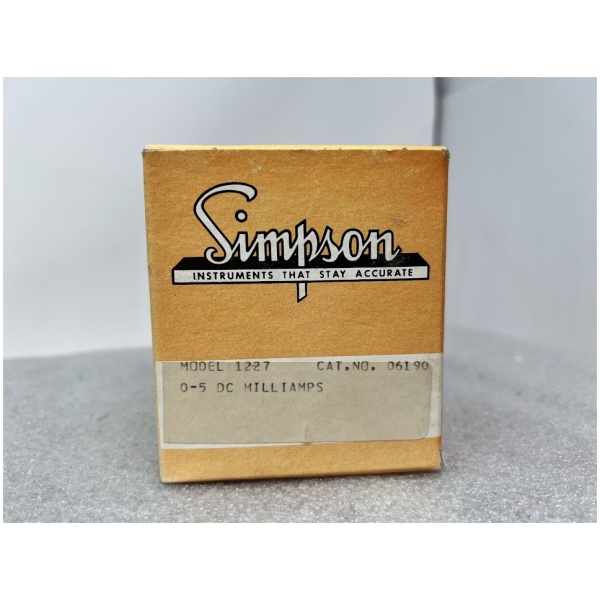 Simpson
INSTRUMENTS THAT STAY ACCURATE
MODEL 1227 CAT.NO. 06190
0-5 DC MILLIAMPS